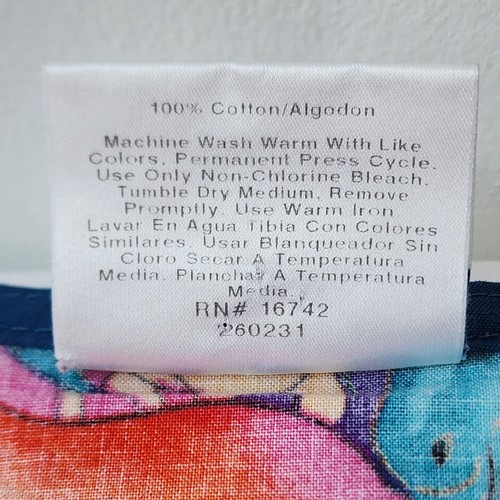 100% Cotton/Algodon
Machine Wash Warm With Like
Colors. Permanent Press Cycle.
Use Only Non-Chlorine Bleach.
Tumble Dry Medium. Remove
Promptly. Use Warm Iron
Lavar En Agua Tibia Con Colores
Similares. Usar Blanqueador Sin
Cloro Secar A Temperatura
Media. Planchar A Temperatura
Media.
RN# 16742
260231